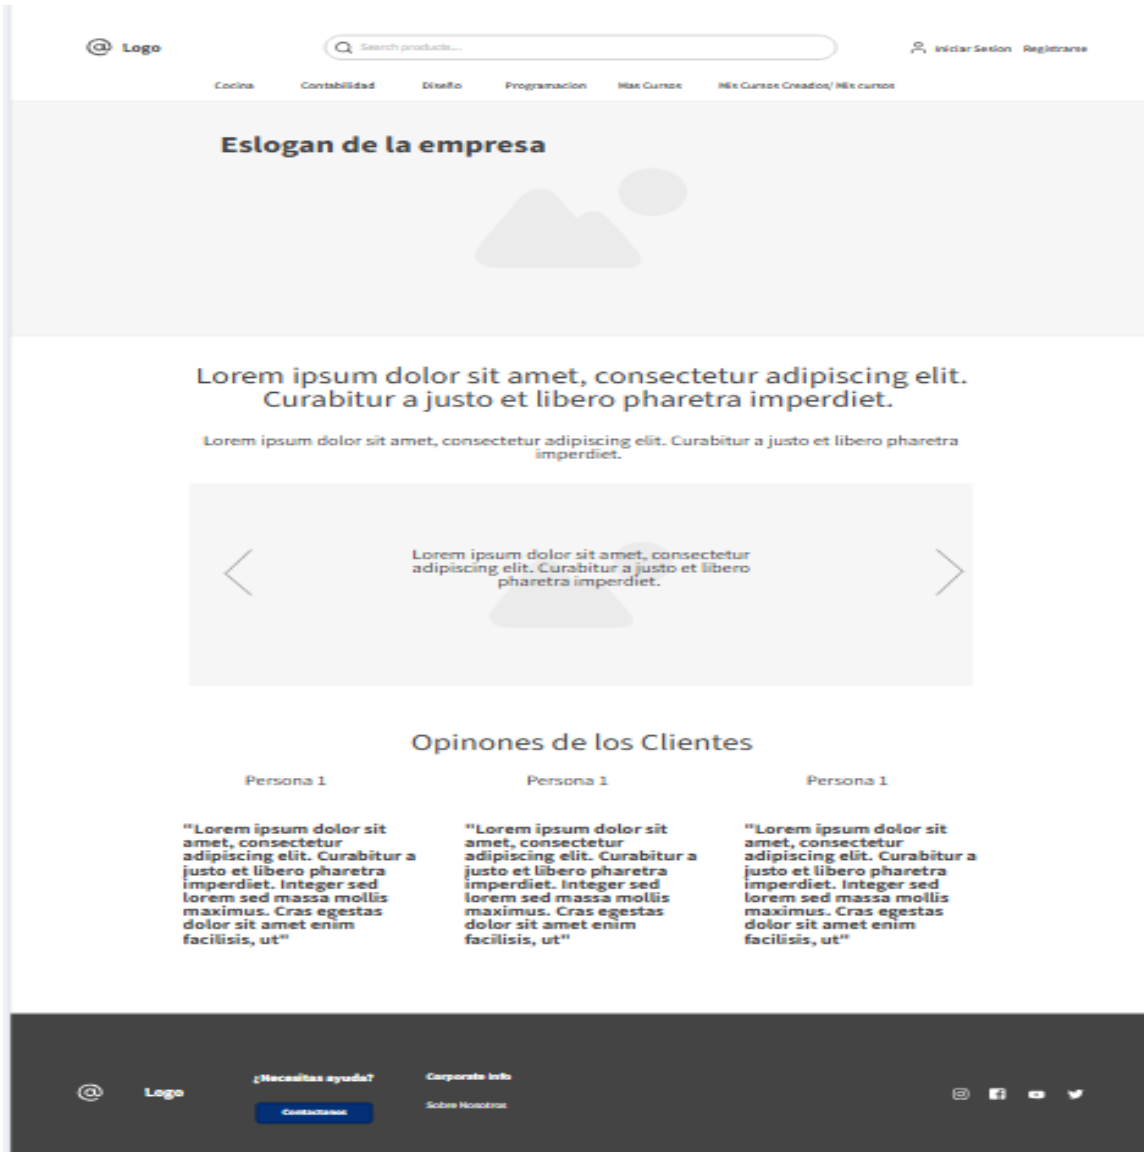 @ Logo
Search products...
Iniciar Sesion Registrarse
Cocina Contabilidad Diseño Programacion Mas Cursos Mis Cursos Creados/ Mis cursos
Eslogan de la empresa
Lorem ipsum dolor sit amet, consectetur adipiscing elit.
Curabitur a justo et libero pharetra imperdiet.
Lorem ipsum dolor sit amet, consectetur adipiscing elit. Curabitur a justo et libero pharetra
imperdiet.
Lorem ipsum dolor sit amet, consectetur
adipiscing elit. Curabitur a justo et libero
pharetra imperdiet.
Opinones de los Clientes
Persona 1
"Lorem ipsum dolor sit
amet, consectetur
adipiscing elit. Curabitur a
justo et libero pharetra
imperdiet. Integer sed
lorem sed massa mollis
maximus. Cras egestas
dolor sit amet enim
facilisis, ut"
Persona 1
"Lorem ipsum dolor sit
amet, consectetur
adipiscing elit. Curabitur a
justo et libero pharetra
imperdiet. Integer sed
lorem sed massa mollis
maximus. Cras egestas
dolor sit amet enim
facilisis, ut"
Persona 1
"Lorem ipsum dolor sit
amet, consectetur
adipiscing elit. Curabitur a
justo et libero pharetra
imperdiet. Integer sed
lorem sed massa mollis
maximus. Cras egestas
dolor sit amet enim
facilisis, ut"
@ Logo
¿Necesitas ayuda?
Contactanos
Corporate Info
Sobre Nosotros